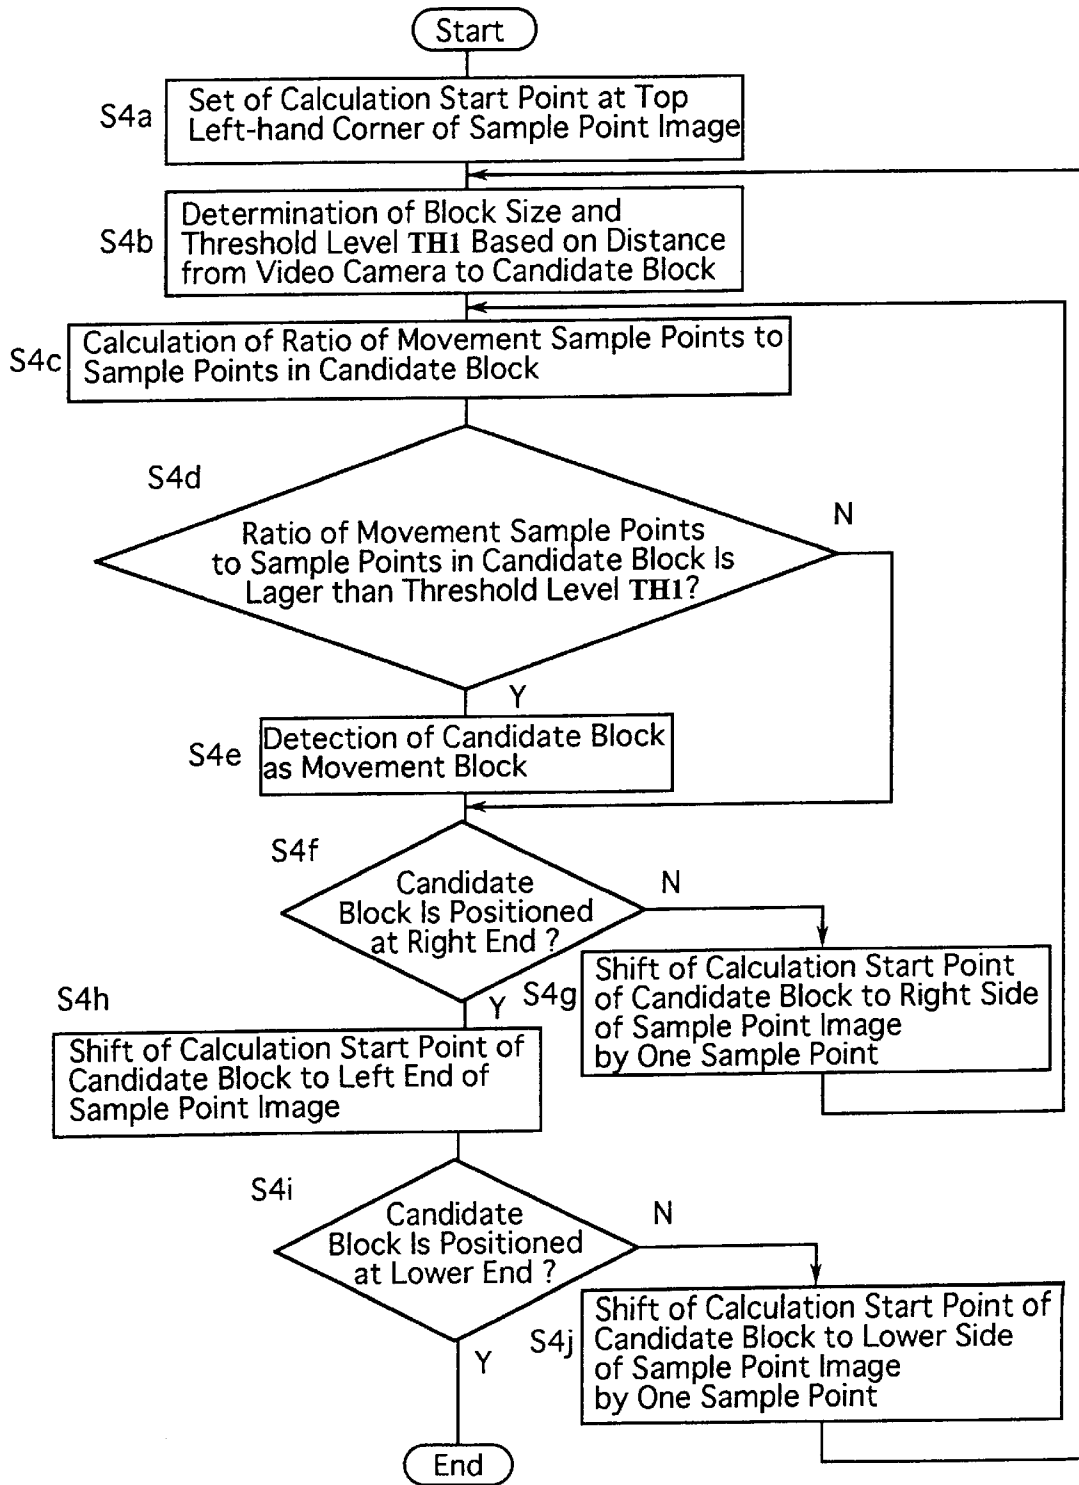 Start
S4a
Set of Calculation Start Point at Top
Left-hand Corner of Sample Point Image
S4b
Determination of Block Size and
Threshold Level TH1 Based on Distance
from Video Camera to Candidate Block
S4c
Calculation of Ratio of Movement Sample Points to
Sample Points in Candidate Block
S4d
Ratio of Movement Sample Points
to Sample Points in Candidate Block Is
Lager than Threshold Level TH1?
N
Y
S4e
Detection of Candidate Block
as Movement Block
S4f
Candidate
Block Is Positioned
at Right End ?
N
Y
S4g
Shift of Calculation Start Point
of Candidate Block to Right Side
of Sample Point Image
by One Sample Point
S4h
Shift of Calculation Start Point of
Candidate Block to Left End of
Sample Point Image
S4i
Candidate
Block Is Positioned
at Lower End ?
N
Y
S4j
Shift of Calculation Start Point of
Candidate Block to Lower Side
of Sample Point Image
by One Sample Point
End